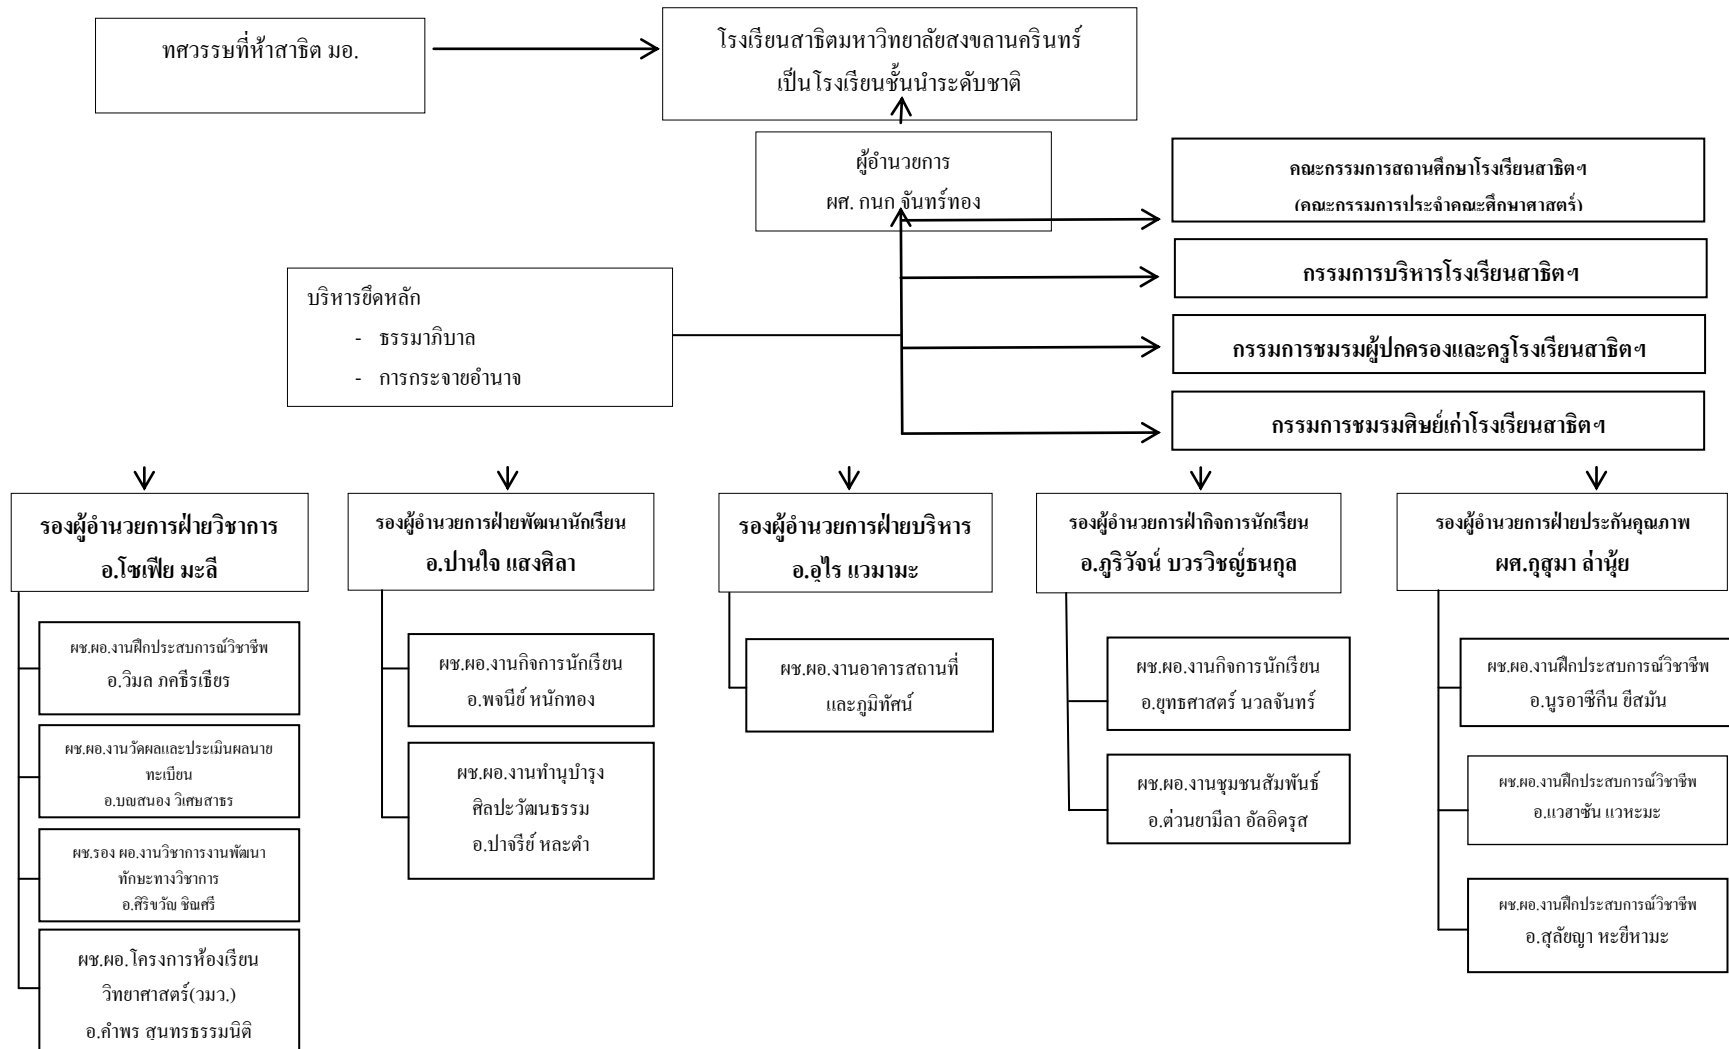 ทศวรรษที่ห้าสาธิต มอ.
โรงเรียนสาธิตมหาวิทยาลัยสงขลานครินทร์
เป็นโรงเรียนชั้นนำระดับชาติ
ผู้อำนวยการ
ผศ. กนก จันทร์ทอง
คณะกรรมการสถานศึกษาโรงเรียนสาธิตฯ
(คณะกรรมการประจำคณะศึกษาศาสตร์)
กรรมการบริหารโรงเรียนสาธิตฯ
บริหารยึดหลัก
- ธรรมาภิบาล
- การกระจายอำนาจ
กรรมการชมรมผู้ปกครองและครูโรงเรียนสาธิตฯ
กรรมการชมรมศิษย์เก่าโรงเรียนสาธิตฯ
รองผู้อำนวยการฝ่ายวิชาการ
อ.โซเฟีย มะลี
ผช.ผอ.งานฝึกประสบการณ์วิชาชีพ
อ.วิมล ภคธีรเธียร
ผช.ผอ.งานวัดผลและประเมินผลนาย
ทะเบียน
อ.บุญสนอง วิเศษสาธร
ผช.รอง ผอ.งานวิชาการงานพัฒนา
ทักษะทางวิชาการ
อ.ศิริขวัญ ชิณศรี
ผช.ผอ.โครงการห้องเรียน
วิทยาศาสตร์(วมว.)
อ.คำพร สุนทรธรรมนิติ
รองผู้อำนวยการฝ่ายพัฒนานักเรียน
อ.ปานใจ แสงศิลา
ผช.ผอ.งานกิจการนักเรียน
อ.พจนีย์ หนักทอง
ผช.ผอ.งานทำนุบำรุง
ศิลปะวัฒนธรรม
อ.ปาจรีย์ หละตำ
รองผู้อำนวยการฝ่ายบริหาร
อ.อุไร แวมามะ
ผช.ผอ.งานอาคารสถานที่
และภูมิทัศน์
รองผู้อำนวยการฝ่ากิจการนักเรียน
อ.ภูริวัจน์ บวรวิชญ์ธนกุล
ผช.ผอ.งานกิจการนักเรียน
อ.ยุทธศาสตร์ นวลจันทร์
ผช.ผอ.งานชุมชนสัมพันธ์
อ.ต่วนยามีลา อัลอิดรุส
รองผู้อำนวยการฝ่ายประกันคุณภาพ
ผศ.กุสุมา ล่านุ้ย
ผช.ผอ.งานฝึกประสบการณ์วิชาชีพ
อ.นูรอาซีกีน ยีสมัน
ผช.ผอ.งานฝึกประสบการณ์วิชาชีพ
อ.แวฮาซัน แวหะมะ
ผช.ผอ.งานฝึกประสบการณ์วิชาชีพ
อ.สุลัยญา หะยีหามะ